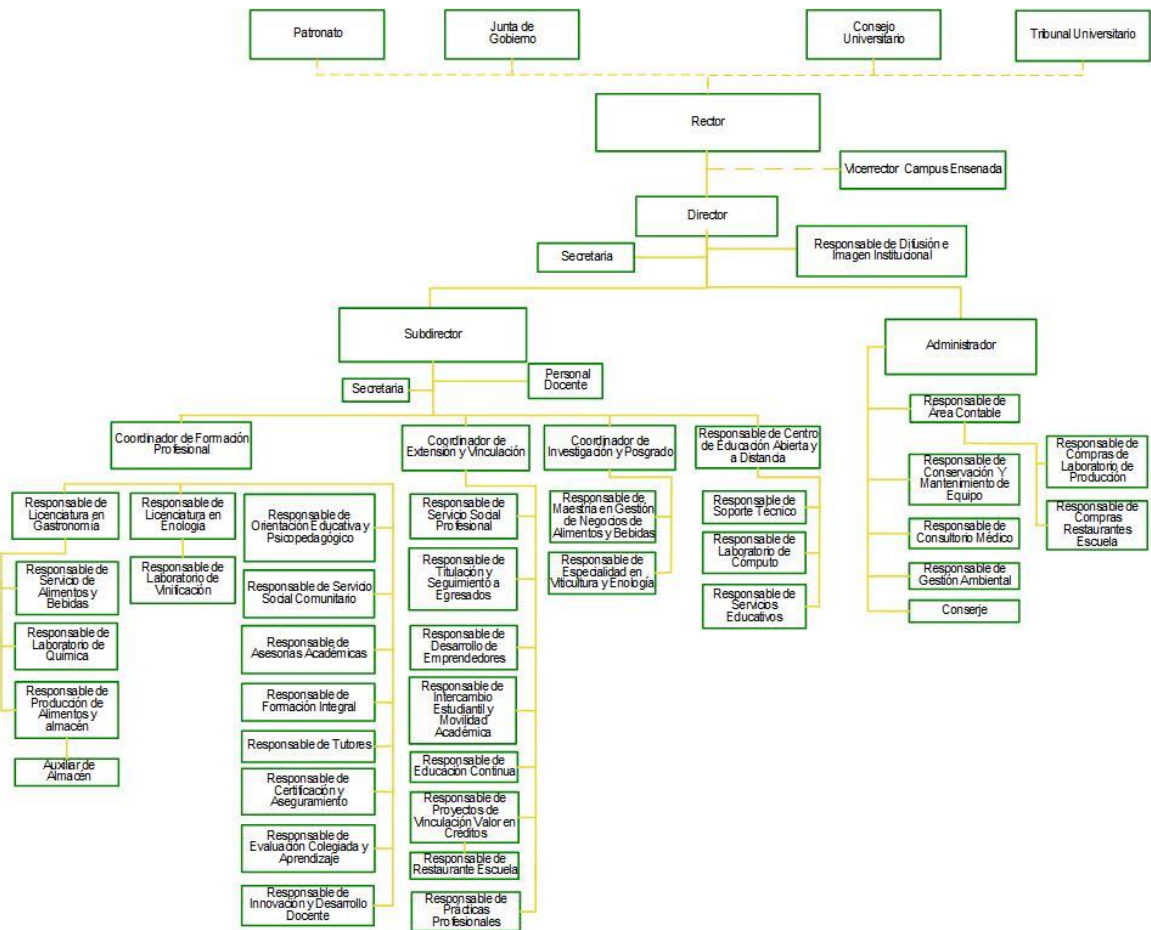 Patronato
Junta de
Gobierno
Consejo
Universitario
Tribunal Universitario
Rector
Vicerrector Campus Ensenada
Director
Secretaria
Responsable de Difusión e
Imagen Institucional
Subdirector
Administrador
Secretaria
Personal
Docente
Coordinador de Formación
Profesional
Coordinador de
Extensión y Vinculación
Coordinador de
Investigación y Posgrado
Responsable de Centro
de Educación Abierta y
a Distancia
Responsable de
Licenciatura en
Gastronomía
Responsable de
Servicio de
Alimentos y
Bebidas
Responsable de
Laboratorio de
Química
Responsable de
Producción de
Alimentos y
almacén
Auxiliar de
Almacén
Responsable de
Licenciatura en
Enología
Responsable de
Laboratorio de
Vinificación
Responsable de
Orientación Educativa y
Psicopedagógico
Responsable de Servicio
Social Comunitario
Responsable de
Asesorías Académicas
Responsable de
Formación Integral
Responsable de Tutores
Responsable de
Certificación y
Aseguramiento
Responsable de
Evaluación Colegiada y
Aprendizaje
Responsable de
Innovación y Desarrollo
Docente
Responsable de
Servicio Social
Profesional
Responsable de
Titulación y
Seguimiento a
Egresados
Responsable de
Desarrollo de
Emprendedores
Responsable de
Intercambio
Estudiantil y
Movilidad
Académica
Responsable de
Educación Continua
Responsable de
Proyectos de
Vinculación Valor en
Créditos
Responsable de
Restaurante Escuela
Responsable de
Prácticas
Profesionales
Responsable de
Maestría en Gestión
de Negocios de
Alimentos y Bebidas
Responsable de
Especialidad en
Viticultura y Enología
Responsable de
Soporte Técnico
Responsable de
Laboratorio de
Cómputo
Responsable de
Servicios
Educativos
Responsable de
Área Contable
Responsable de
Compras de
Laboratorio de
Producción
Responsable de
Compras
Restaurantes
Escuela
Responsable de
Conservación Y
Mantenimiento de
Equipo
Responsable de
Consultorio Médico
Responsable de
Gestión Ambiental
Conserje